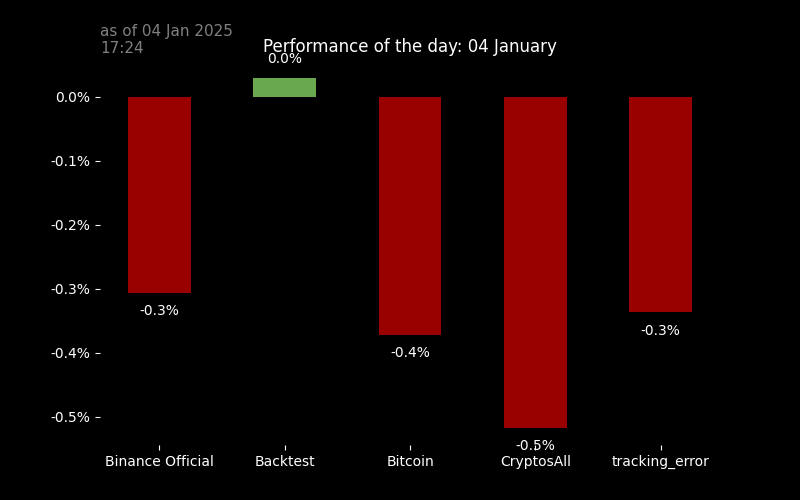 as of 04 Jan 2025
17:24
Performance of the day: 04 January
0.0%
0.0%
-0.1%
-0.2%
-0.3%
-0.3%
-0.3%
-0.4%
-0.4%
-0.5%
-0.5%
Binance Official
Backtest
Bitcoin
CryptosAll
tracking_error